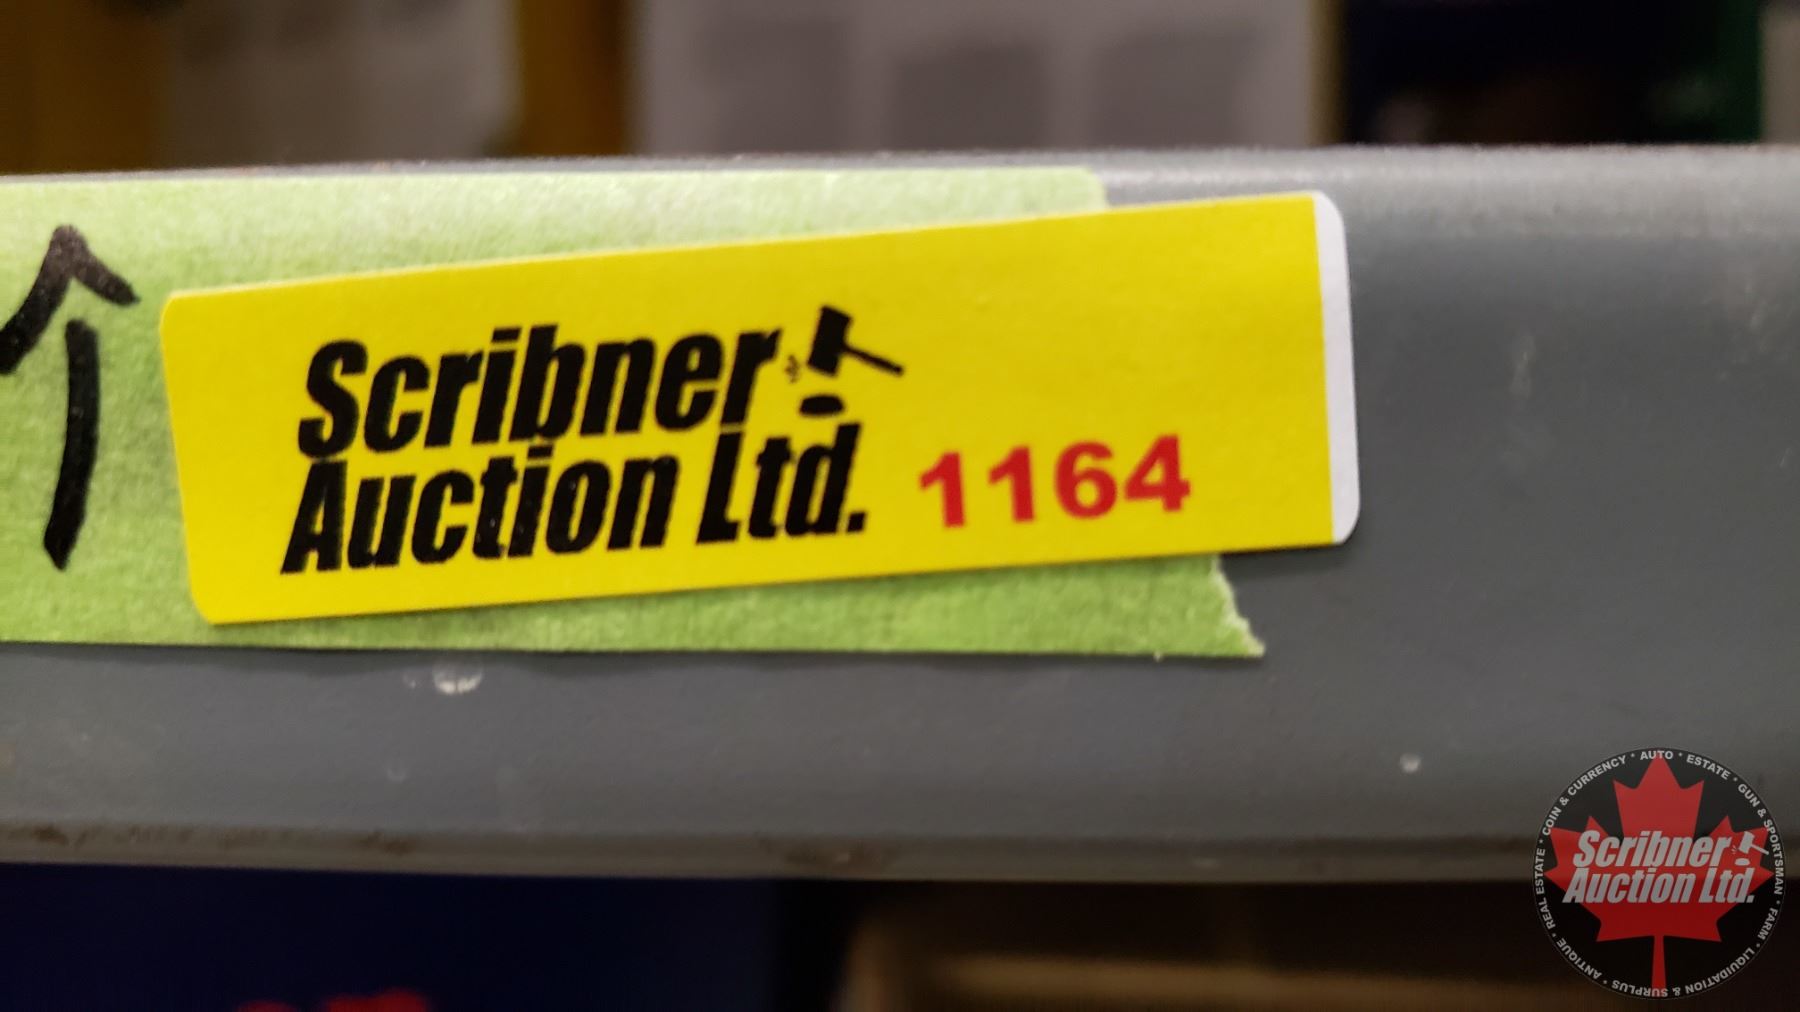 Scribner
Auction Ltd. 1164
COIN & CURRENCY • AUTO • ESTATE • GUN & SPORTSMAN • FARM • LIQUIDATION & SURPLUS • ANTIQUE • REAL ESTATE •
Scribner
Auction Ltd.